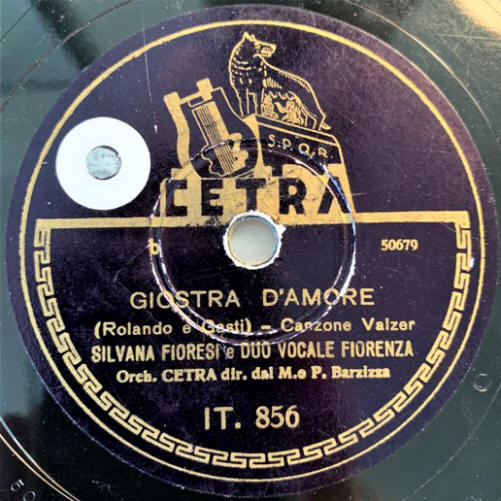 S.P.Q.R.
CETRA
b 50679
GIOSTRA D'AMORE
(Rolando e Casti) – Canzone Valzer
SILVANA FIORESI e DUO VOCALE FIORENZA
Orch. CETRA dir. dal M.o P. Barzizza
IT. 856